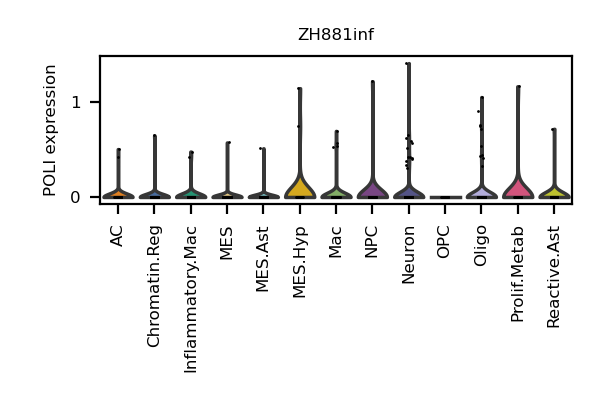 ZH881inf
POLI expression
1
0
AC
Chromatin.Reg
Inflammatory.Mac
MES
MES.Ast
MES.Hyp
Mac
NPC
Neuron
OPC
Oligo
Prolif.Metab
Reactive.Ast